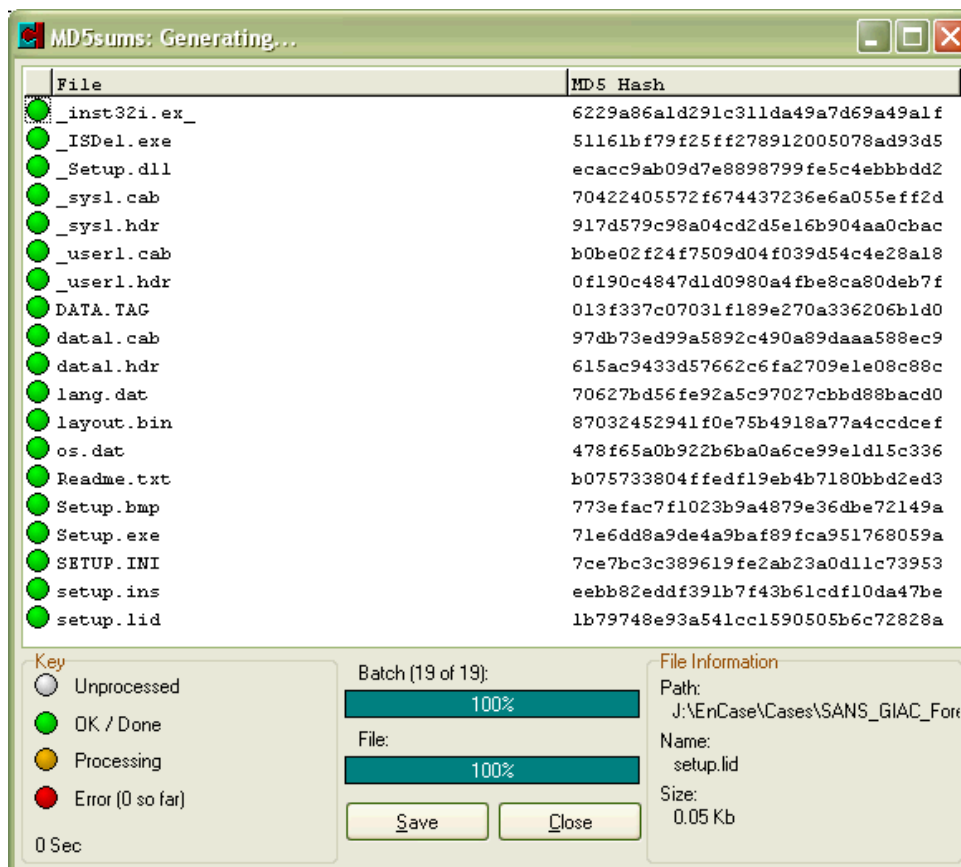 MD5sums: Generating...
File MD5 Hash
_inst32i.ex_ 6229a86a1d291c311da49a7d69a49a1f
_ISDel.exe 51161bf79f25ff278912005078ad93d5
_Setup.dll ecacc9ab09d7e8898799fe5c4ebbbdd2
_sys1.cab 70422405572f674437236e6a055eff2d
_sys1.hdr 917d579c98a04cd2d5e16b904aa0cbac
_user1.cab b0be02f24f7509d04f039d54c4e28a18
_user1.hdr 0f190c4847d1d0980a4fbe8ca80deb7f
DATA.TAG 013f337c07031f189e270a336206b1d0
data1.cab 97db73ed99a5892c490a89daaa588ec9
data1.hdr 615ac9433d57662c6fa2709e1e08c88c
lang.dat 70627bd56fe92a5c97027cbbd88bacd0
layout.bin 87032452941f0e75b4918a77a4ccdcef
os.dat 478f65a0b922b6ba0a6ce99e1d15c336
Readme.txt b075733804ffedf19eb4b7180bbd2ed3
Setup.bmp 773efac7f1023b9a4879e36dbe72149a
Setup.exe 71e6dd8a9de4a9baf89fca951768059a
SETUP.INI 7ce7bc3c389619fe2ab23a0d11c73953
setup.ins eebb82eddf391b7f43b61cdf10da47be
setup.lid 1b79748e93a541cc1590505b6c72828a
Key
Unprocessed
OK / Done
Processing
Error (0 so far)
0 Sec
Batch (19 of 19):
100%
File:
100%
Save Close
File Information
Path:
J:\EnCase\Cases\SANS_GIAC_Fore
Name:
setup.lid
Size:
0.05 Kb